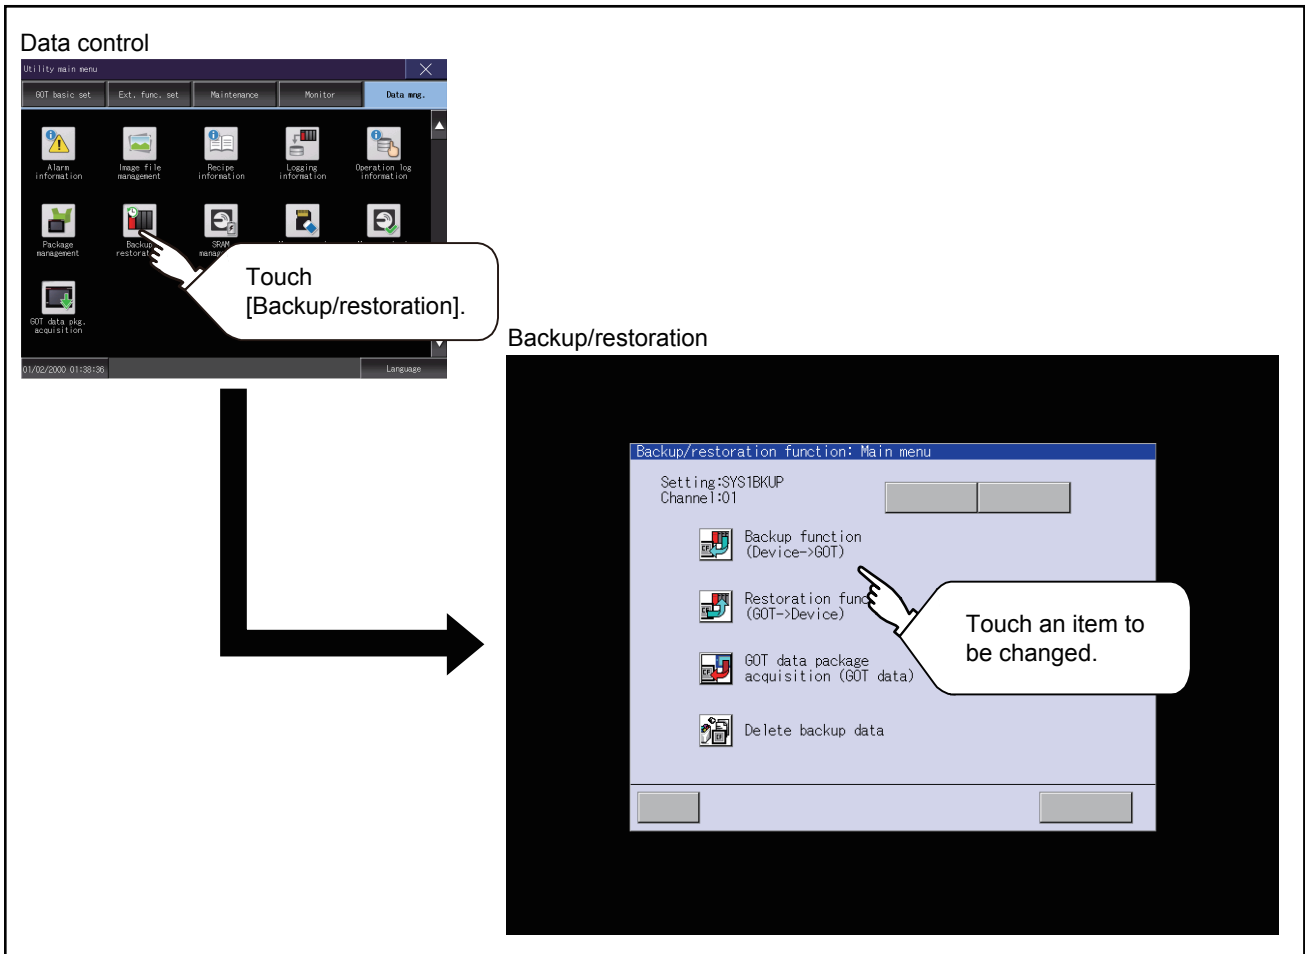 Data control
Utility main menu
GOT basic set
Ext. func. set
Maintenance
Monitor
Data mng.
Alarm
information
Image file
management
Recipe
information
Logging
information
Operation log
information
Package
management
Backup
SRAM
GOT data pkg.
acquisition
Touch
[Backup/restoration].
01/02/2000 01:38:36
Language
Backup/restoration
Backup/restoration function: Main menu
Setting:SYS1BKUP
Channel:01
Backup function
(Device->GOT)
Restoration func
(GOT->Device)
GOT data package
acquisition (GOT data)
Delete backup data
Touch an item to
be changed.